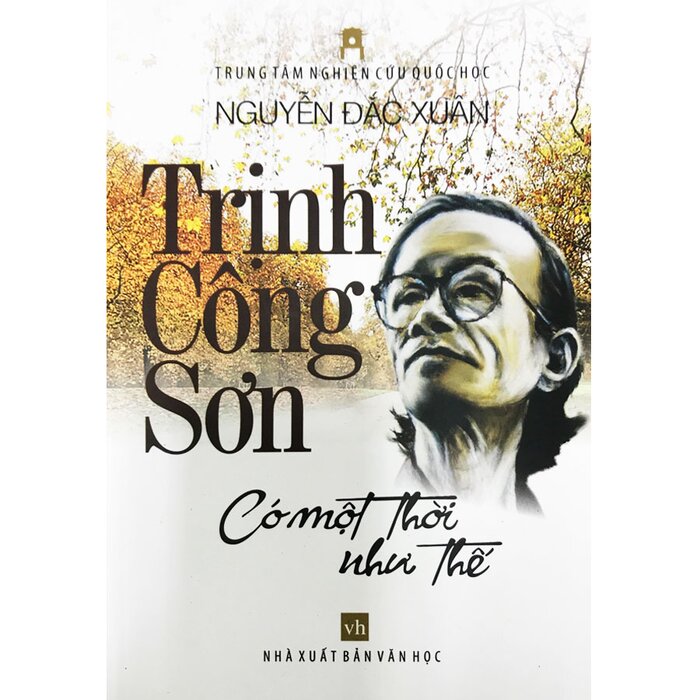 TRUNG TÂM NGHIÊN CỨU QUỐC HỌC
NGUYỄN ĐẮC XUÂN
Trịnh
Công
Sơn
Có một thời
như thế
vh
NHÀ XUẤT BẢN VĂN HỌC